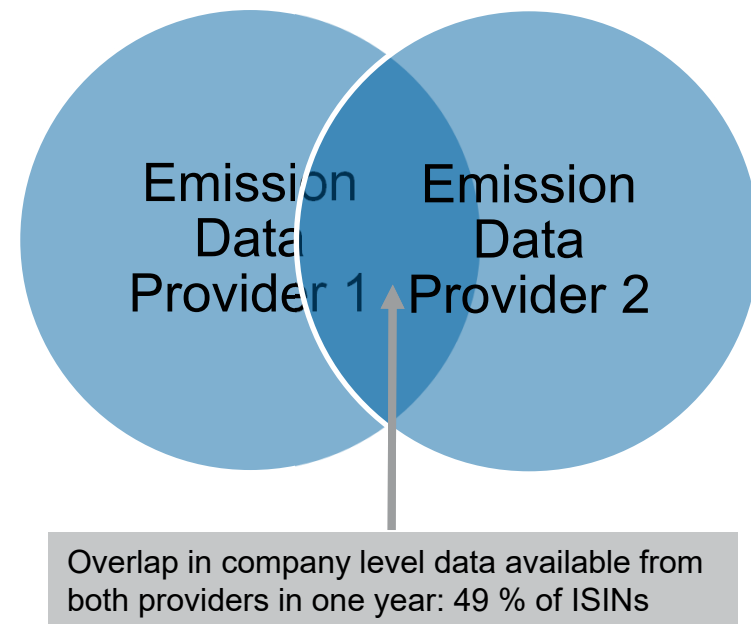 Emission
Data
Provider 1
Emission
Data
Provider 2
Overlap in company level data available from
both providers in one year: 49 % of ISINs